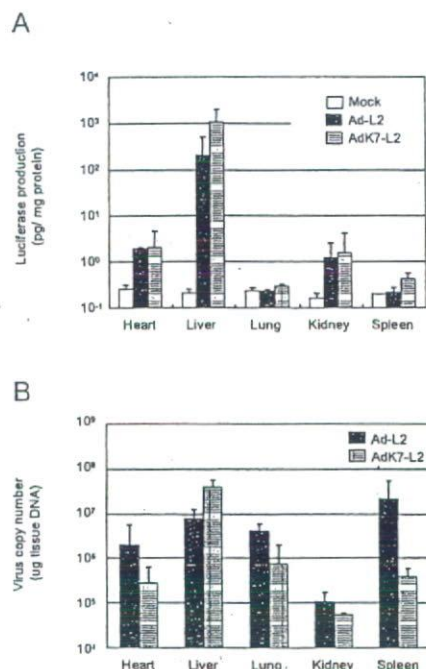 A
Luciferase production
(pg/ mg protein)
10⁴
10³
10²
10¹
10⁰
10⁻¹
Mock
Ad-L2
AdK7-L2
Heart Liver Lung Kidney Spleen
B
Virus copy number
(ug tissue DNA)
10⁹
10⁸
10⁷
10⁶
10⁵
Ad-L2
AdK7-L2
Heart Liver Lung Kidney Spleen